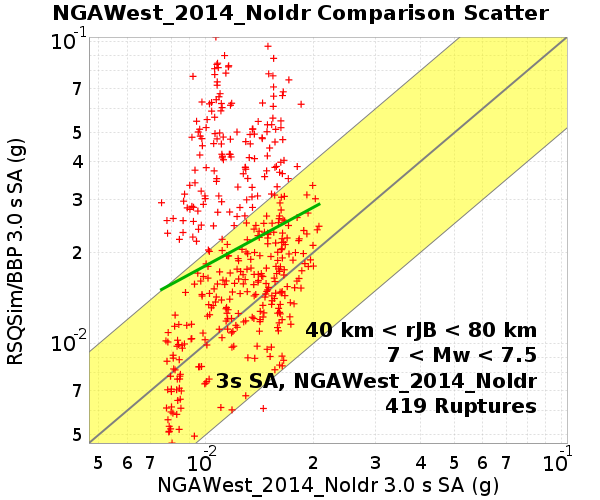 NGAWest_2014_NoIdr Comparison Scatter
RSQSim/BBP 3.0 s SA (g)
10-1
7
5
4
3
2
10-2
7
5
40 km < rJB < 80 km
7 < Mw < 7.5
3s SA, NGAWest_2014_NoIdr
419 Ruptures
5 6 7 10-2 2 3 4 5 6 7 10-1
NGAWest_2014_NoIdr 3.0 s SA (g)